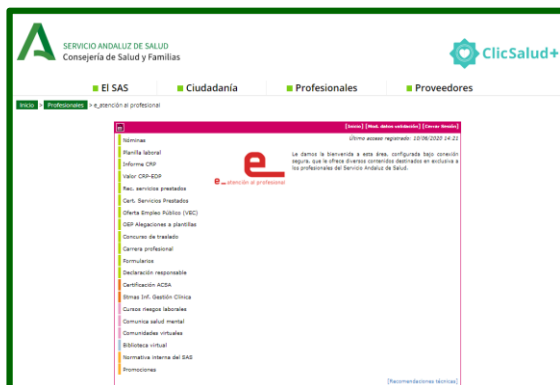 SERVICIO ANDALUZ DE SALUD
Consejería de Salud y Familias
ClicSalud+
El SAS
Ciudadanía
Profesionales
Proveedores
Inicio > Profesionales > e_atención al profesional
[Inicio] [Mod. datos validación] [Cerrar Sesión]
Último acceso registrado: 10/06/2020 14:21
Nóminas
Planilla laboral
Informe CRP
Valor CRP-EDP
Rec. servicios prestados
Cert. Servicios Prestados
Oferta Empleo Público (VEC)
OEP Alegaciones a plantillas
Concurso de traslado
Carrera profesional
Formularios
Declaración responsable
Certificación ACSA
Stmas Inf. Gestión Clínica
Cursos riesgos laborales
Comunica salud mental
Comunidades virtuales
Biblioteca virtual
Normativa interna del SAS
Promociones
e_
e_atención al profesional
Le damos la bienvenida a esta área, configurada bajo conexión
segura, que le ofrece diversos contenidos destinados en exclusiva a
los profesionales del Servicio Andaluz de Salud.
[Recomendaciones técnicas]